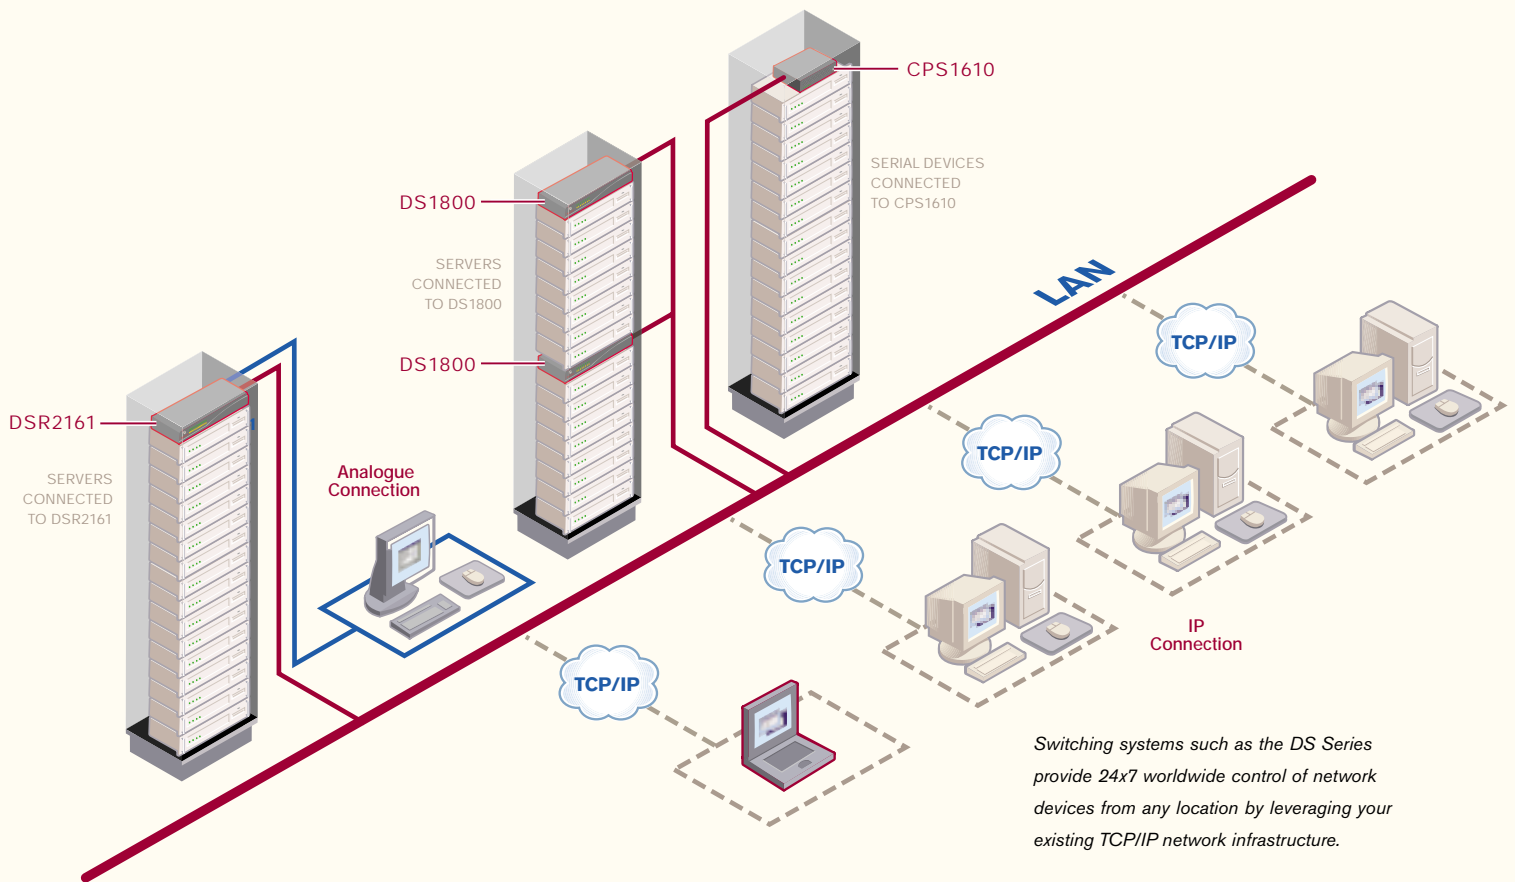 CPS1610
SERIAL DEVICES
CONNECTED
TO CPS1610
DS1800
SERVERS
CONNECTED
TO DS1800
DS1800
LAN
TCP/IP
DSR2161
SERVERS
CONNECTED
TO DSR2161
Analogue
Connection
TCP/IP
TCP/IP
IP
Connection
TCP/IP
Switching systems such as the DS Series
provide 24x7 worldwide control of network
devices from any location by leveraging your
existing TCP/IP network infrastructure.